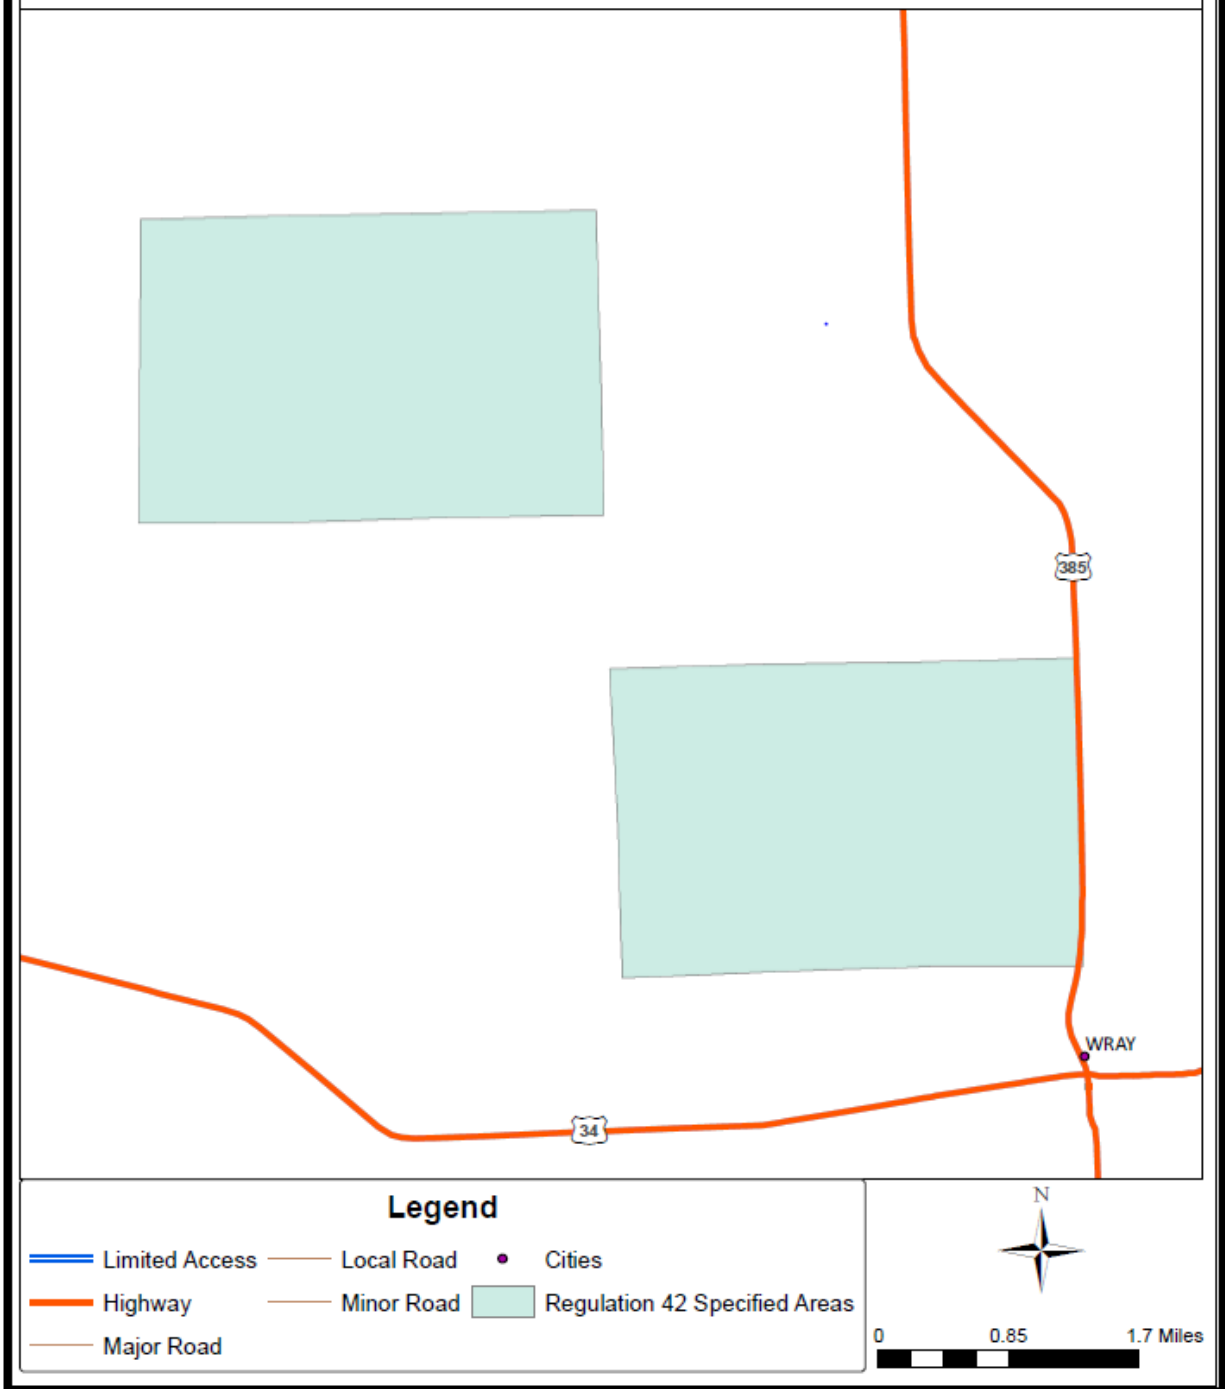 385
WRAY
34
Legend
Limited Access
Local Road
Cities
Highway
Minor Road
Regulation 42 Specified Areas
Major Road
N
0 0.85 1.7 Miles